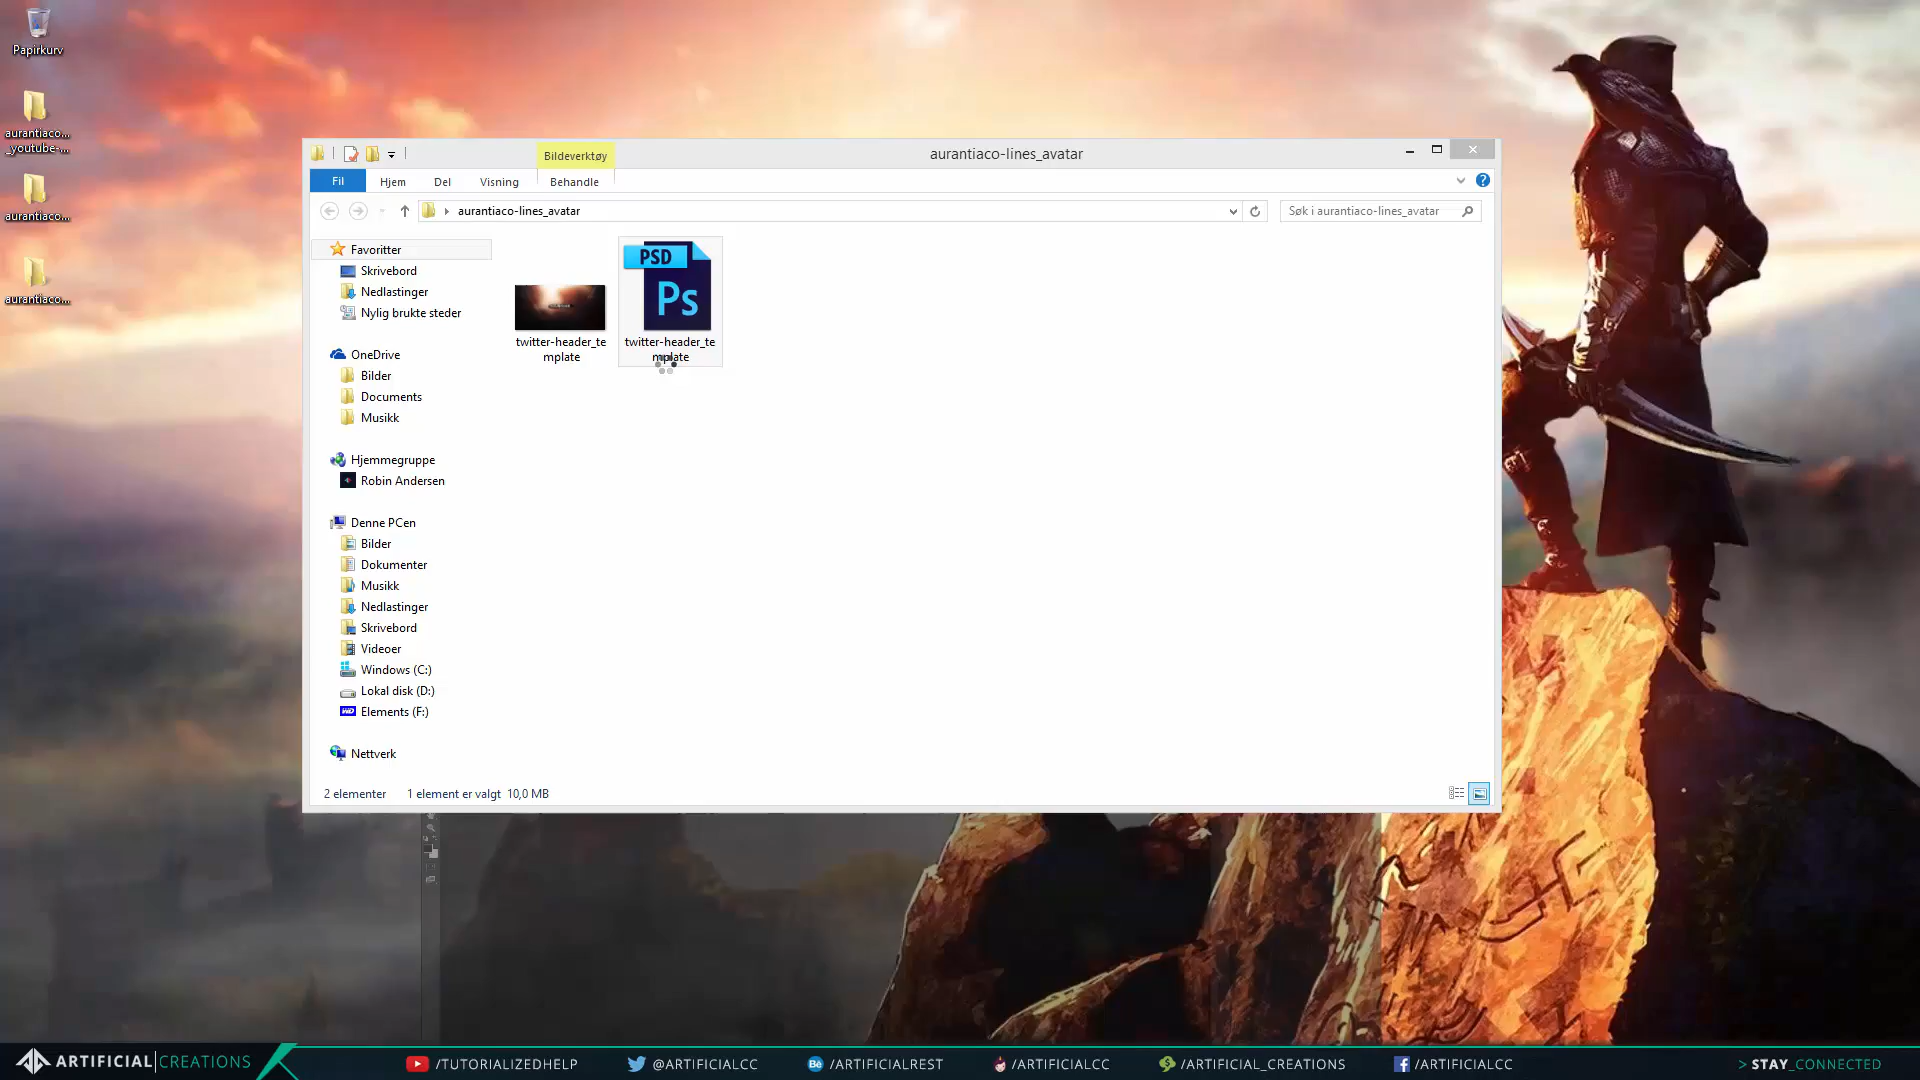 Papirkurv
aurantiaco...
_youtube-...
aurantiaco...
aurantiaco...
Bildeverktøy
aurantiaco-lines_avatar
Fil
Hjem
Del
Visning
Behandle
aurantiaco-lines_avatar
Søk i aurantiaco-lines_avatar
Favoritter
Skrivebord
Nedlastinger
Nylig brukte steder
OneDrive
Bilder
Documents
Musikk
Hjemmegruppe
Robin Andersen
Denne PCen
Bilder
Dokumenter
Musikk
Nedlastinger
Skrivebord
Videoer
Windows (C:)
Lokal disk (D:)
WD
Elements (F:)
Nettverk
twitter-header_te
mplate
PSD
Ps
twitter-header_te
mplate
2 elementer 1 element er valgt 10,0 MB
ARTIFICIAL|CREATIONS
/TUTORIALIZEDHELP
@ARTIFICIALCC
Bē
/ARTIFICIALREST
/ARTIFICIALCC
/ARTIFICIAL_CREATIONS
/ARTIFICIALCC
> STAY_CONNECTED